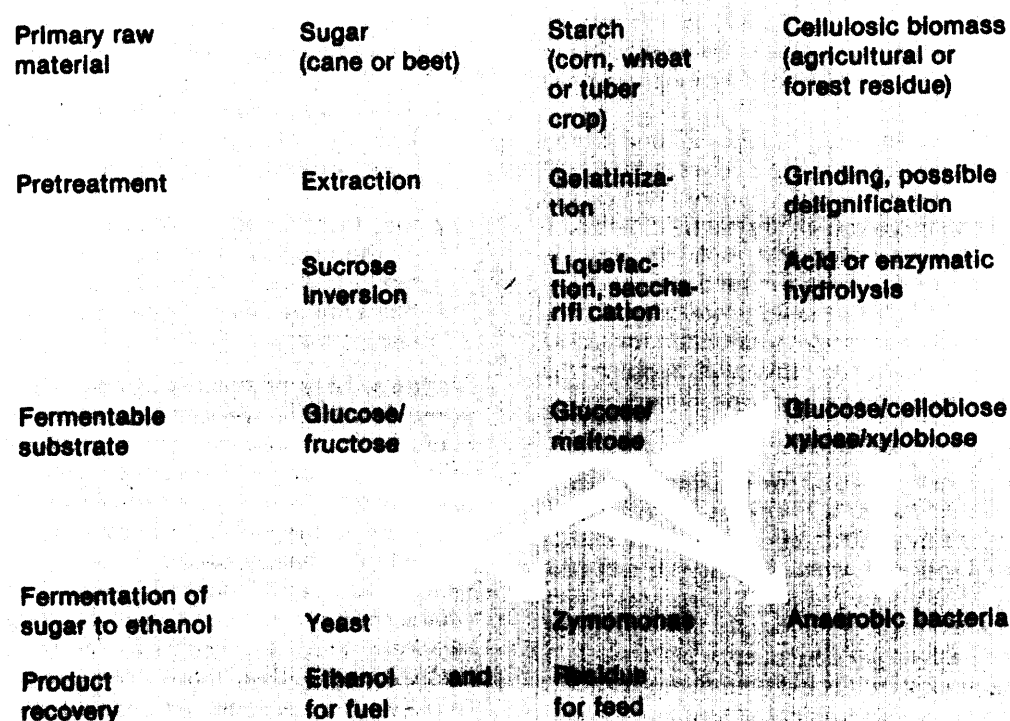 Primary raw
material
Sugar
(cane or beet)
Starch
(corn, wheat
or tuber
crop)
Cellulosic biomass
(agricultural or
forest residue)
Pretreatment
Extraction
Gelatiniza-
tion
Grinding, possible
delignification
Sucrose
inversion
Liquefac-
tion, saccha-
rifi cation
Acid or enzymatic
hydrolysis
Fermentable
substrate
Glucose/
fructose
Glucose/
maltose
Glucose/cellobiose
xylose/xylobiose
Fermentation of
sugar to ethanol
Yeast
Zymomonas
Anaerobic bacteria
Product
recovery
Ethanol and
for fuel
Residue
for feed